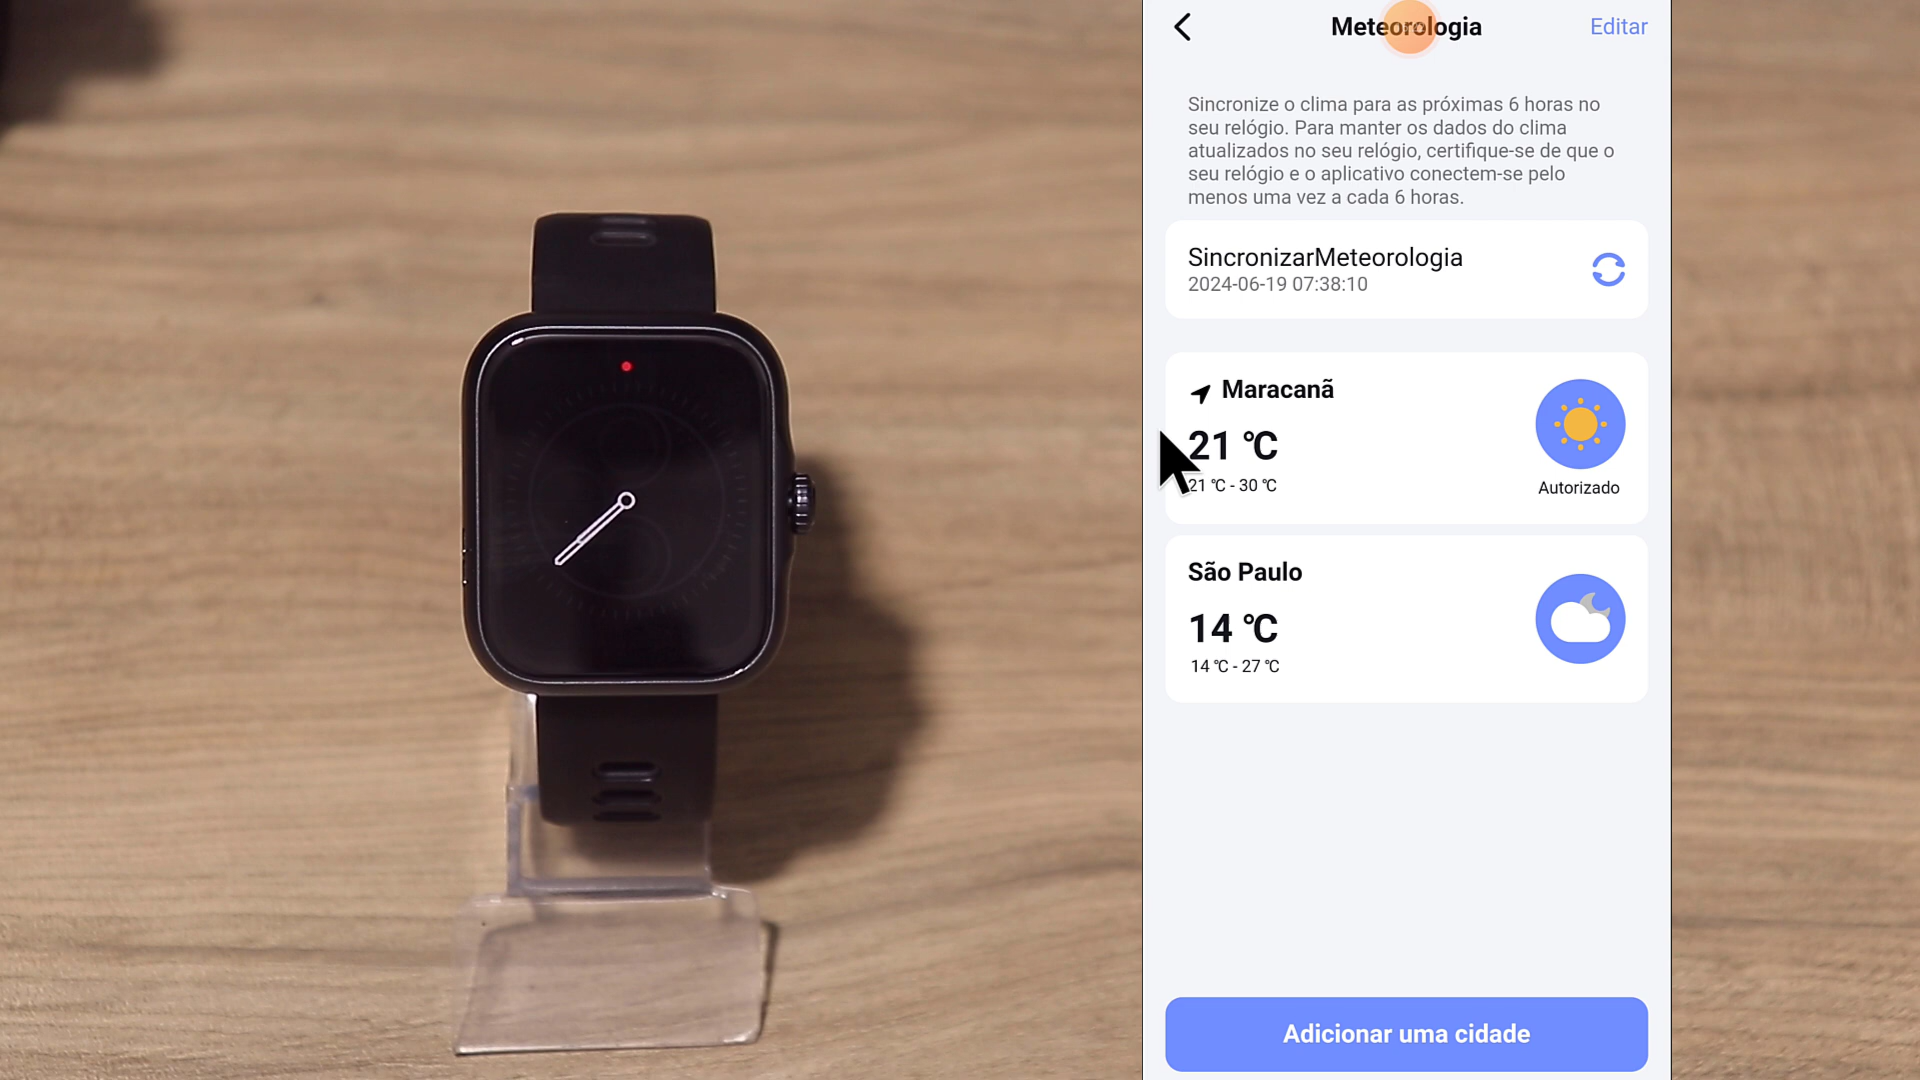 Meteorologia
Editar
Sincronize o clima para as próximas 6 horas no
seu relógio. Para manter os dados do clima
atualizados no seu relógio, certifique-se de que o
seu relógio e o aplicativo conectem-se pelo
menos uma vez a cada 6 horas.
SincronizarMeteorologia
2024-06-19 07:38:10
Maracanã
21 ℃
21 ℃ - 30 ℃
Autorizado
São Paulo
14 ℃
14 ℃ - 27 ℃
Adicionar uma cidade